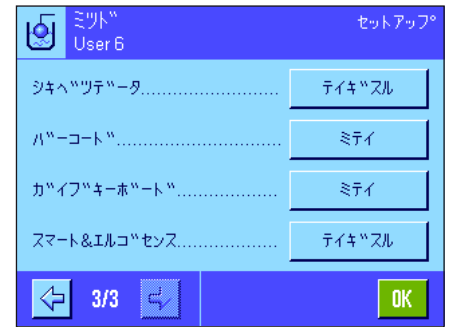 ミツド
セットアップ
User 6
シキベツデータ........................
テイギスル
バーコード..............................
ミテイ
ガイブキーボード...................
ミテイ
スマート&エルゴセンス..................
テイギスル
3/3
OK